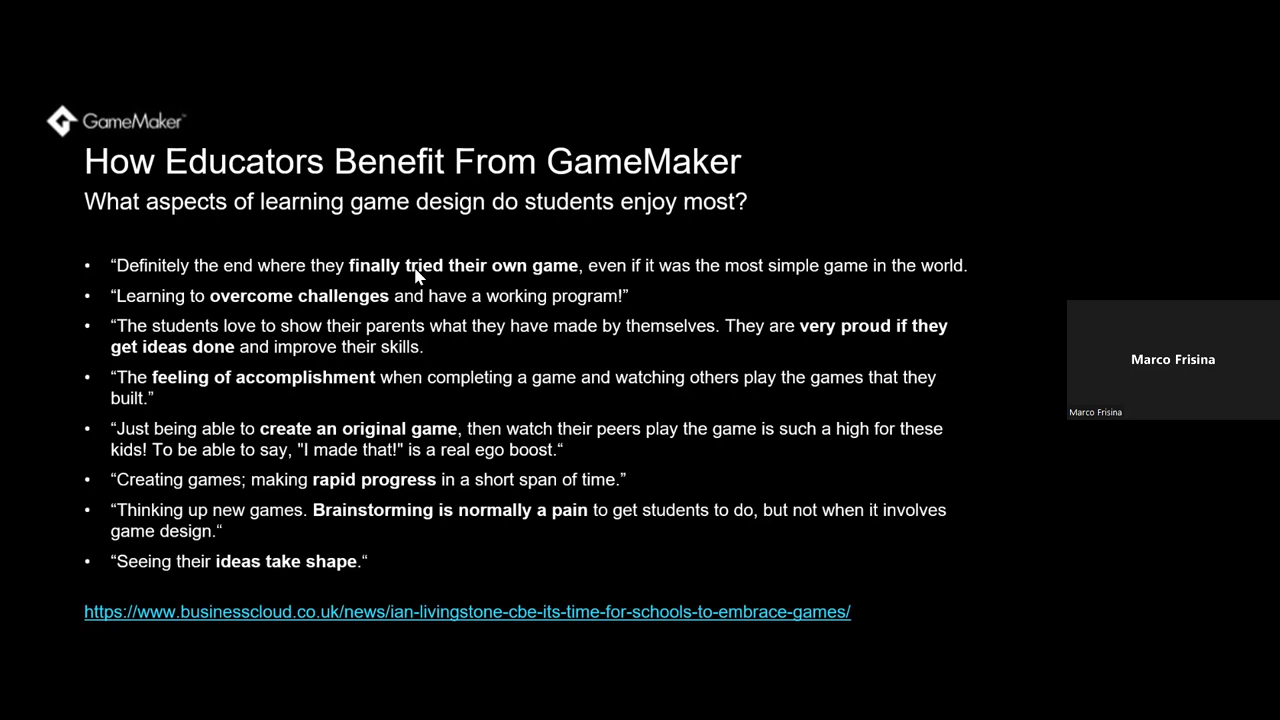 GameMaker™
How Educators Benefit From GameMaker
What aspects of learning game design do students enjoy most?
• “Definitely the end where they finally tried their own game, even if it was the most simple game in the world.
• “Learning to overcome challenges and have a working program!”
• “The students love to show their parents what they have made by themselves. They are very proud if they
get ideas done and improve their skills.
• “The feeling of accomplishment when completing a game and watching others play the games that they
built.”
• “Just being able to create an original game, then watch their peers play the game is such a high for these
kids! To be able to say, "I made that!" is a real ego boost.“
• “Creating games; making rapid progress in a short span of time.”
• “Thinking up new games. Brainstorming is normally a pain to get students to do, but not when it involves
game design.“
• “Seeing their ideas take shape.“
https://www.businesscloud.co.uk/news/ian-livingstone-cbe-its-time-for-schools-to-embrace-games/
Marco Frisina
Marco Frisina